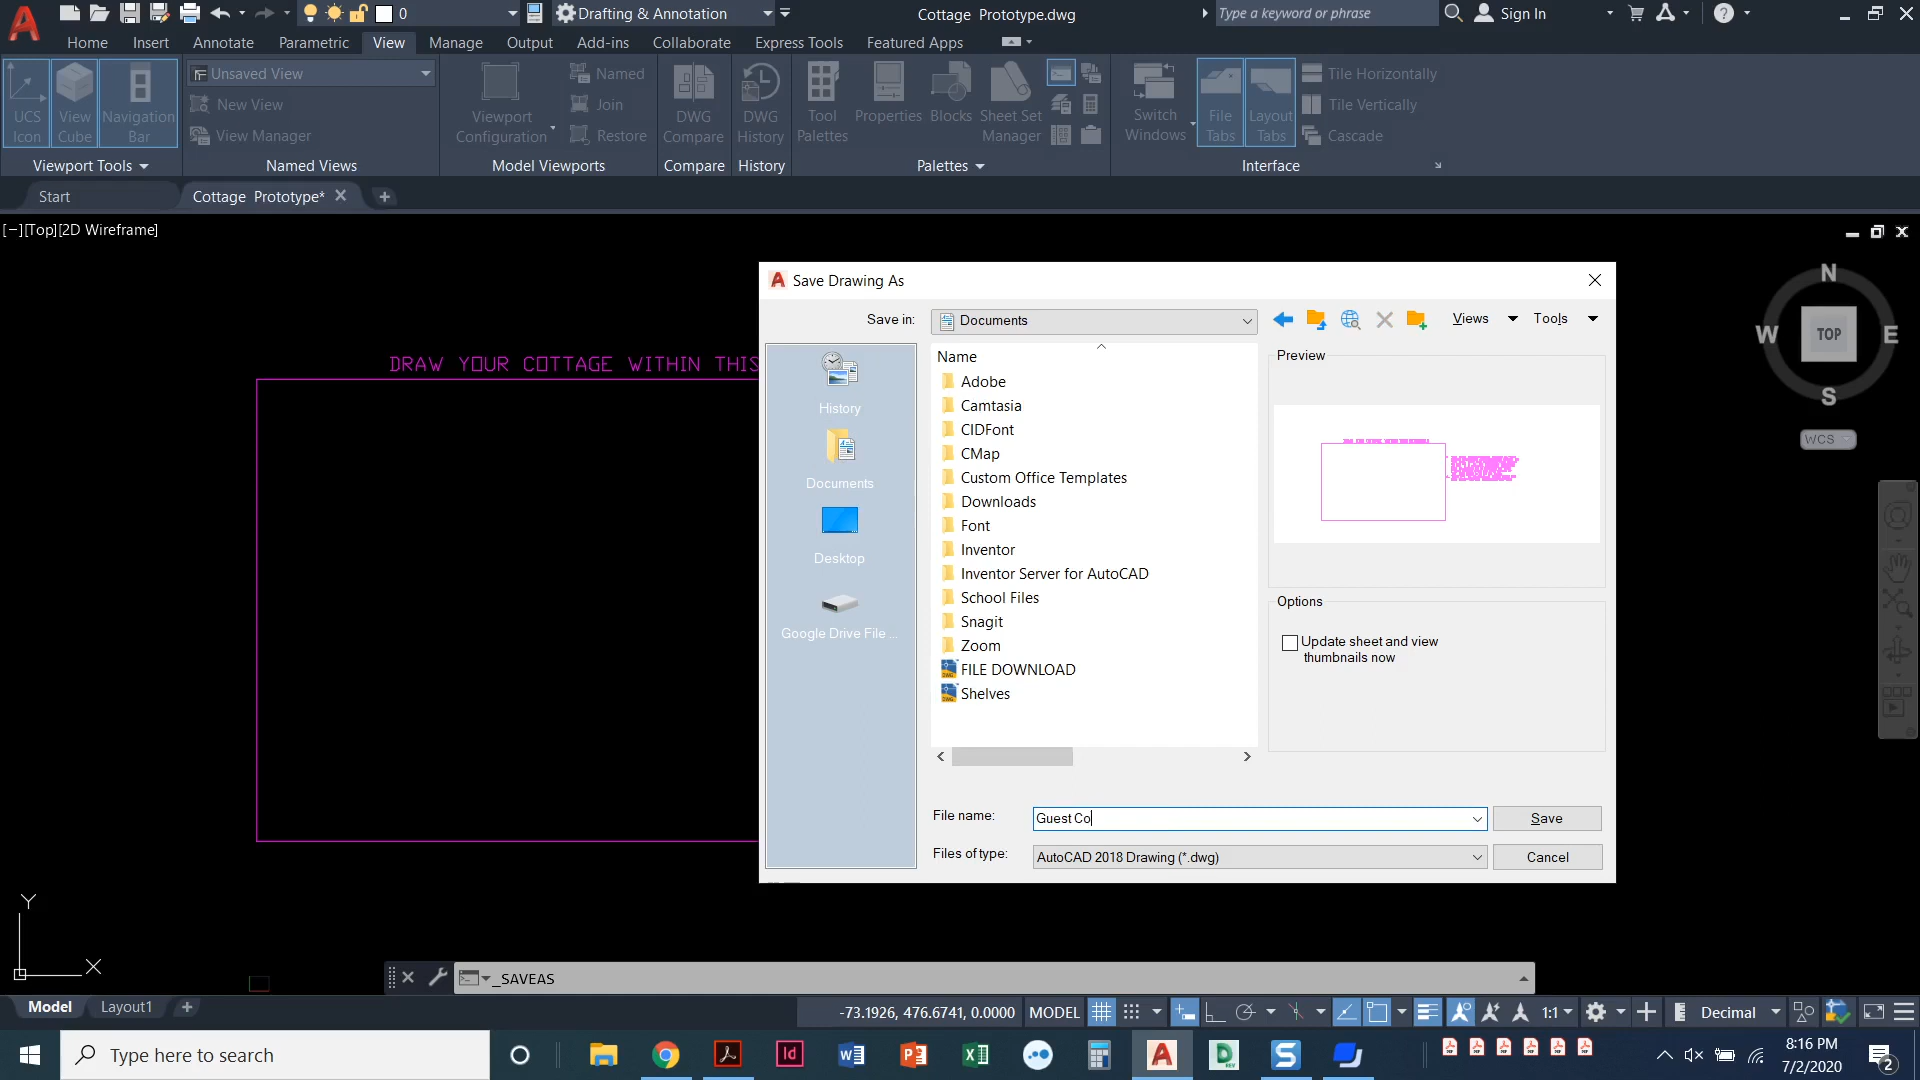 0
Drafting & Annotation
Cottage Prototype.dwg
Type a keyword or phrase
Sign In
Home
Insert
Annotate
Parametric
View
Manage
Output
Add-ins
Collaborate
Express Tools
Featured Apps
UCS
Icon
View
Cube
Navigation
Bar
Unsaved View
New View
View Manager
Viewport
Configuration
Named
Join
Restore
DWG
Compare
DWG
History
Tool
Palettes
Properties
Blocks
Sheet Set
Manager
Switch
Windows
File
Tabs
Layout
Tabs
Tile Horizontally
Tile Vertically
Cascade
Viewport Tools
Named Views
Model Viewports
Compare
History
Palettes
Interface
Start
Cottage Prototype*
[−][Top][2D Wireframe]
DRAW YOUR COTTAGE WITHIN THIS
N
W
TOP
E
S
WCS
Save Drawing As
Save in:
Documents
Views
Tools
History
Documents
Desktop
Google Drive File ...
Name
Adobe
Camtasia
CIDFont
CMap
Custom Office Templates
Downloads
Font
Inventor
Inventor Server for AutoCAD
School Files
Snagit
Zoom
FILE DOWNLOAD
Shelves
Preview
Options
Update sheet and view
thumbnails now
File name:
Guest Co
Save
Files of type:
AutoCAD 2018 Drawing (*.dwg)
Cancel
Y
X
_SAVEAS
Model
Layout1
-73.1926, 476.6741, 0.0000
MODEL
1:1
Decimal
Type here to search
8:16 PM
7/2/2020
2